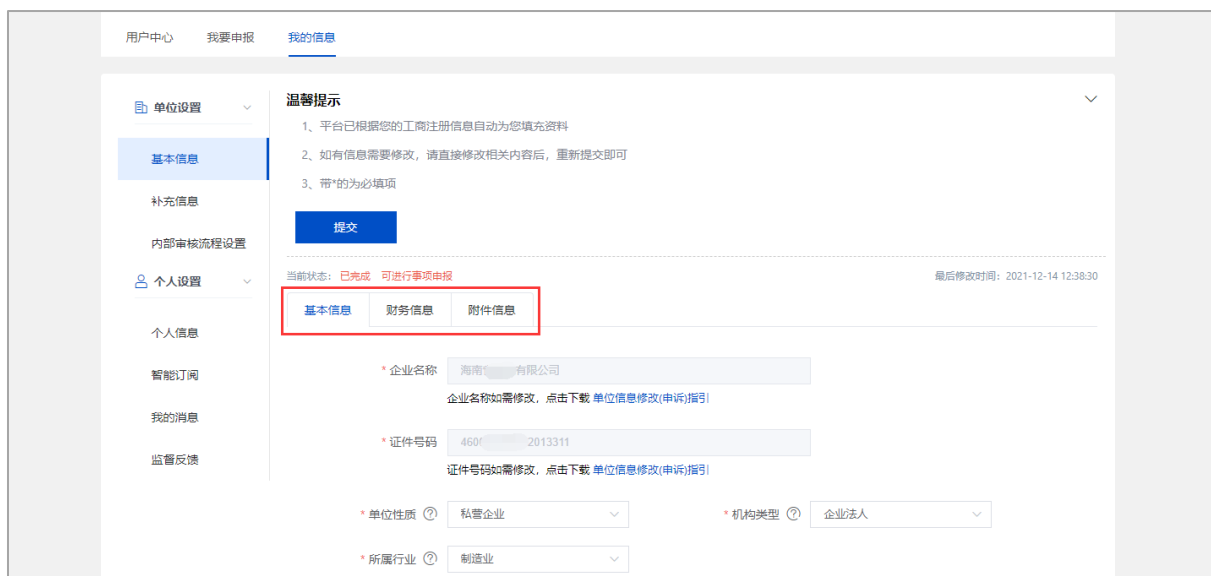 用户中心 我要申报 我的信息
单位设置
基本信息
补充信息
内部审核流程设置
个人设置
个人信息
智能订阅
我的消息
监督反馈
温馨提示
1、平台已根据您的工商注册信息自动为您填充资料
2、如有信息需要修改，请直接修改相关内容后，重新提交即可
3、带*的为必填项
提交
当前状态： 已完成 可进行事项申报 最后修改时间：2021-12-14 12:38:30
基本信息 财务信息 附件信息
* 企业名称 海南 有限公司
企业名称如需修改，点击下载 单位信息修改(申诉)指引
* 证件号码 460 2013311
证件号码如需修改，点击下载 单位信息修改(申诉)指引
* 单位性质 ? 私营企业 * 机构类型 ? 企业法人
* 所属行业 ? 制造业